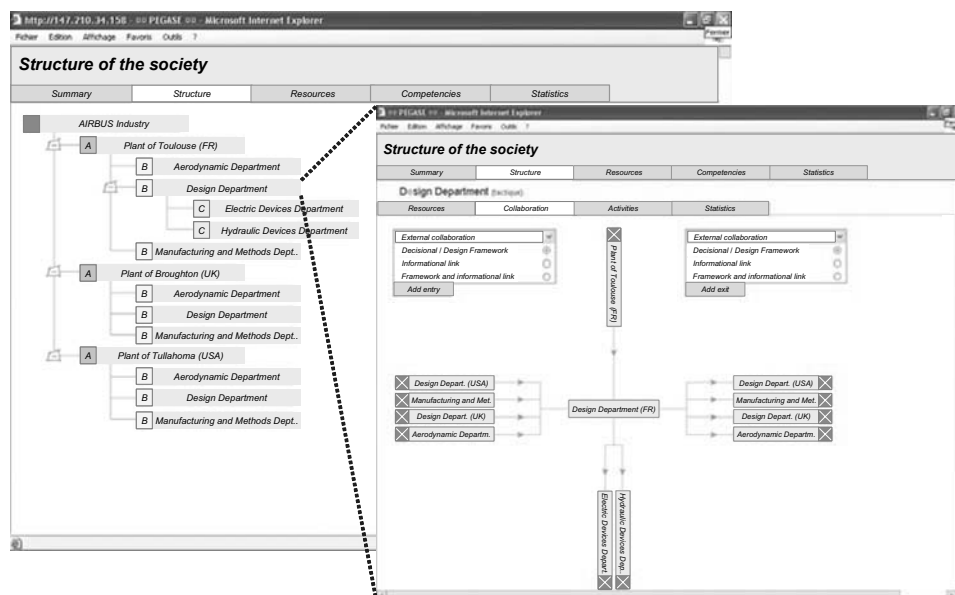 http://147.210.34.158 - ¤¤ PEGASE ¤¤ - Microsoft Internet Explorer
Fichier Edition Affichage Favoris Outils ?
Fermer
Structure of the society
Summary Structure Resources Competencies Statistics
AIRBUS Industry
A Plant of Toulouse (FR)
B Aerodynamic Department
B Design Department
C Electric Devices Department
C Hydraulic Devices Department
B Manufacturing and Methods Dept..
A Plant of Broughton (UK)
B Aerodynamic Department
B Design Department
B Manufacturing and Methods Dept..
A Plant of Tullahoma (USA)
B Aerodynamic Department
B Design Department
B Manufacturing and Methods Dept..
¤¤ PEGASE ¤¤ - Microsoft Internet Explorer
Fichier Edition Affichage Favoris Outils ?
Structure of the society
Summary Structure Resources Competencies Statistics
Design Department (tactique)
Resources Collaboration Activities Statistics
External collaboration
Decisional / Design Framework
Informational link
Framework and informational link
Add entry
Plant of Toulouse (FR)
External collaboration
Decisional / Design Framework
Informational link
Framework and informational link
Add exit
Design Depart. (USA)
Manufacturing and Met.
Design Depart. (UK)
Aerodynamic Departm.
Design Department (FR)
Design Depart. (USA)
Manufacturing and Met.
Design Depart. (UK)
Aerodynamic Departm.
Electric Devices Depart.
Hydraulic Devices Dep..